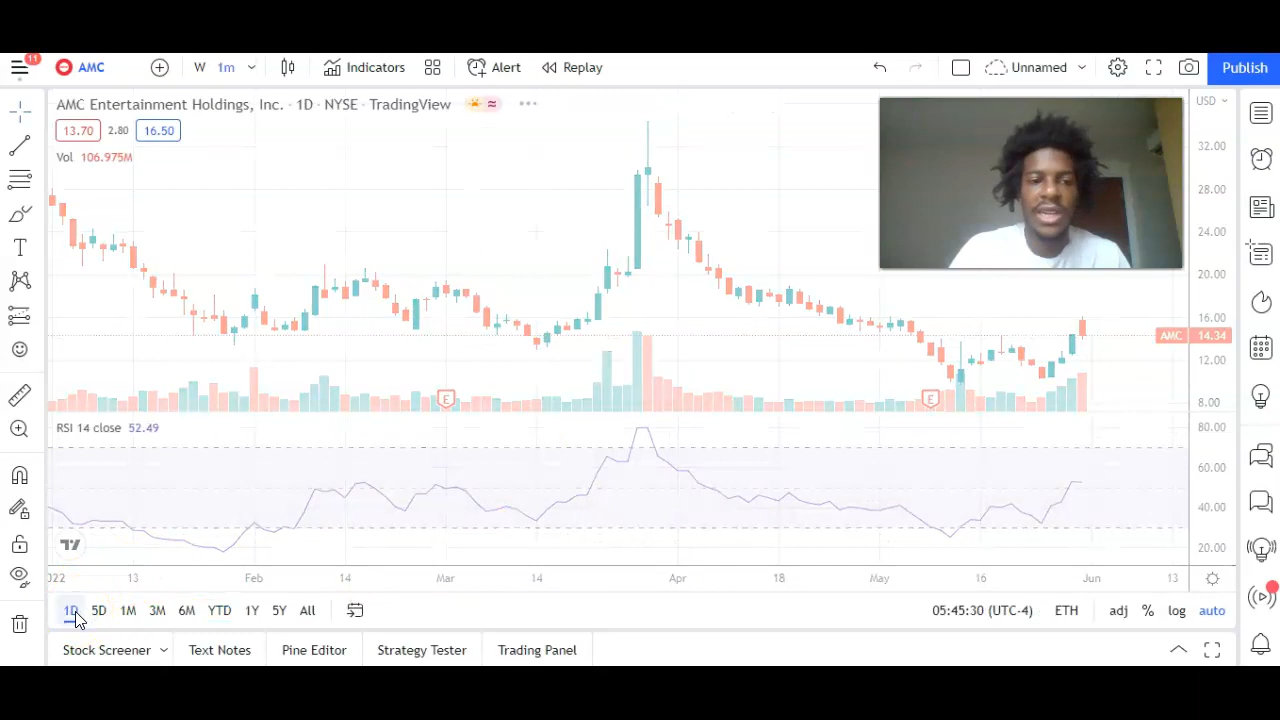 11
AMC
W
1m
Indicators
Alert
Replay
Unnamed
Publish
AMC Entertainment Holdings, Inc. · 1D · NYSE · TradingView
USD
13.70 2.80 16.50
Vol 106.975M
32.00
28.00
24.00
20.00
16.00
AMC 14.34
12.00
8.00
E
E
RSI 14 close 52.49
80.00
60.00
40.00
20.00
2022 13 Feb 14 Mar 14 Apr 18 May 16 Jun 13
1D 5D 1M 3M 6M YTD 1Y 5Y All
05:45:30 (UTC-4) ETH adj % log auto
Stock Screener Text Notes Pine Editor Strategy Tester Trading Panel